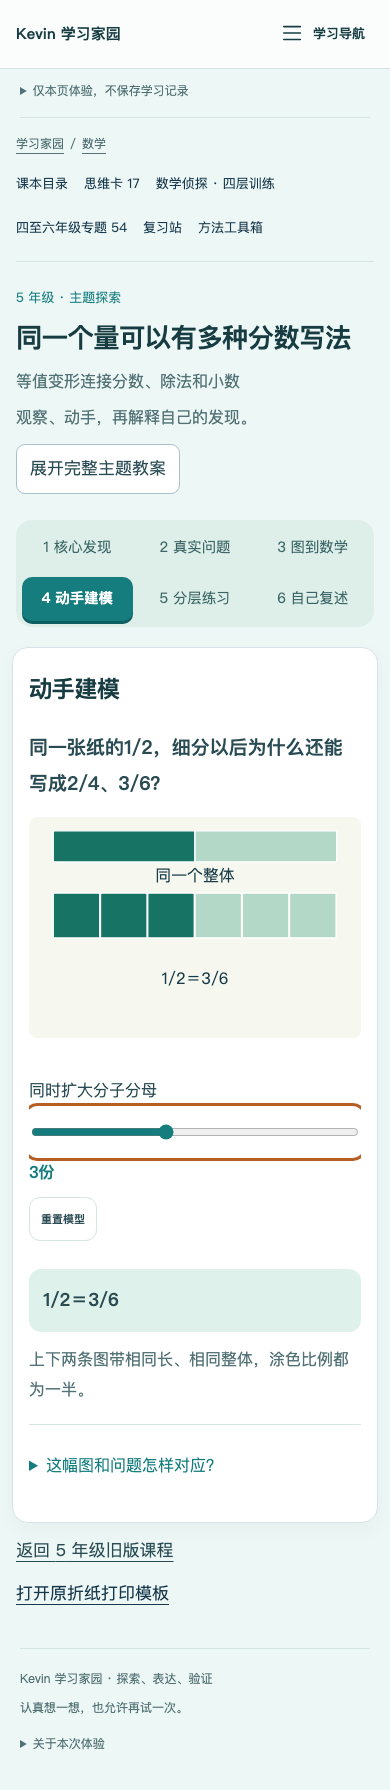 Kevin 学习家园
学习导航
仅本页体验，不保存学习记录
学习家园 / 数学
课本目录 思维卡 17 数学侦探 · 四层训练
四至六年级专题 54 复习站 方法工具箱
5 年级 · 主题探索
同一个量可以有多种分数写法
等值变形连接分数、除法和小数
观察、动手，再解释自己的发现。
展开完整主题教案
1 核心发现 2 真实问题 3 图到数学
4 动手建模 5 分层练习 6 自己复述
动手建模
同一张纸的1/2，细分以后为什么还能
写成2/4、3/6?
同一个整体
1/2=3/6
同时扩大分子分母
3份
重置模型
1/2=3/6
上下两条图带相同长、相同整体，涂色比例都
为一半。
这幅图和问题怎样对应?
返回 5 年级旧版课程
打开原折纸打印模板
Kevin 学习家园 · 探索、表达、验证
认真想一想，也允许再试一次。
关于本次体验